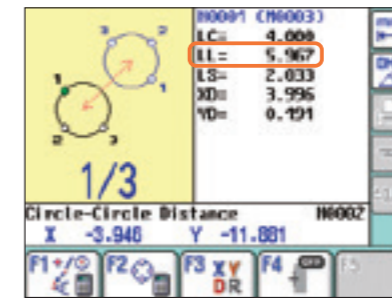 N0001 (M0003)
LC= 4.000
LL= 5.967
LS= 2.033
XD= 3.996
YD= 0.191
3
2
1
1
2
3
1/3
Circle-Circle Distance N0002
X -3.946 Y -11.881
F1 +/- F2 F3 XY DR F4 OFF F5